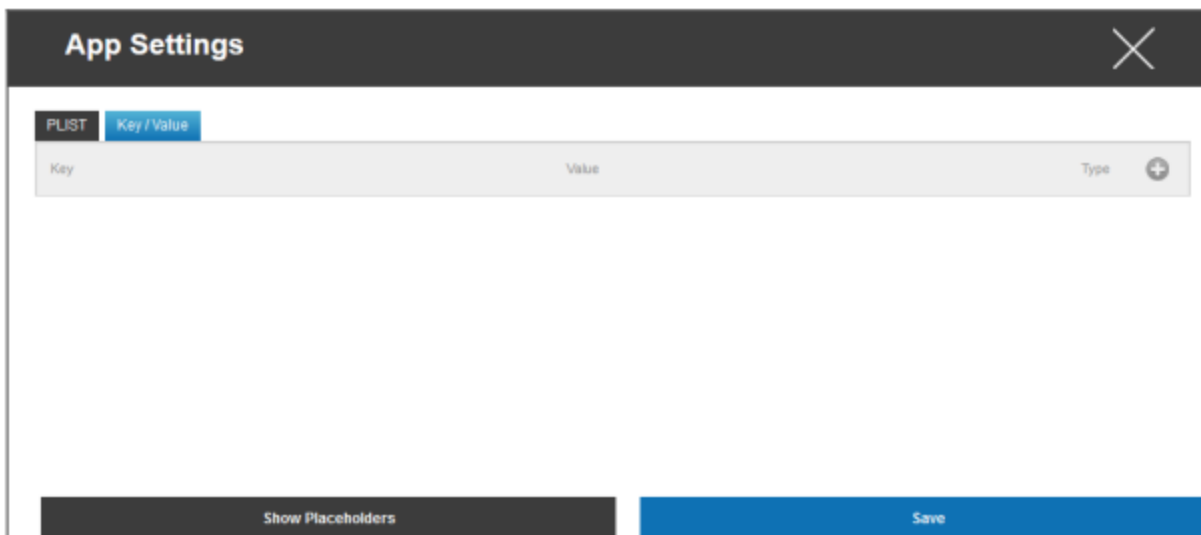 App Settings
PLIST Key / Value
Key Value Type
Show Placeholders Save